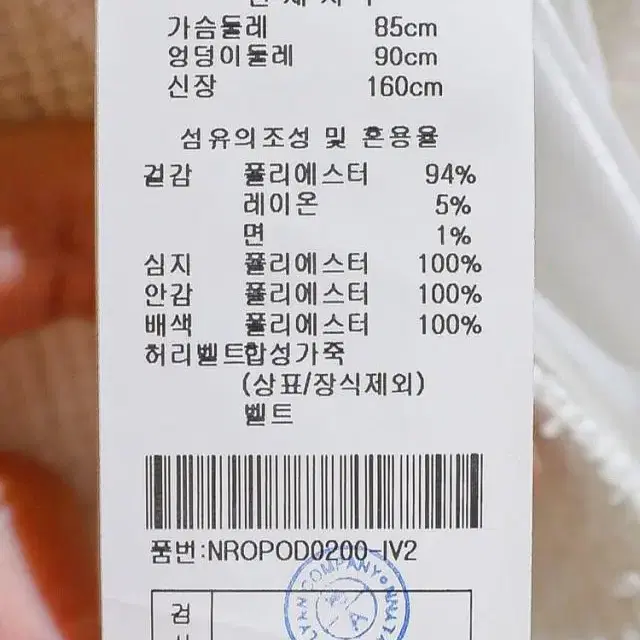 가슴둘레 85cm
엉덩이둘레 90cm
신장 160cm
섬유의조성 및 혼용율
겉감 폴리에스터 94%
레이온 5%
면 1%
심지 폴리에스터 100%
안감 폴리에스터 100%
배색 폴리에스터 100%
허리벨트합성가죽
(상표/장식제외)
벨트
품번:NROPOD0200-IV2
COMPANY
검